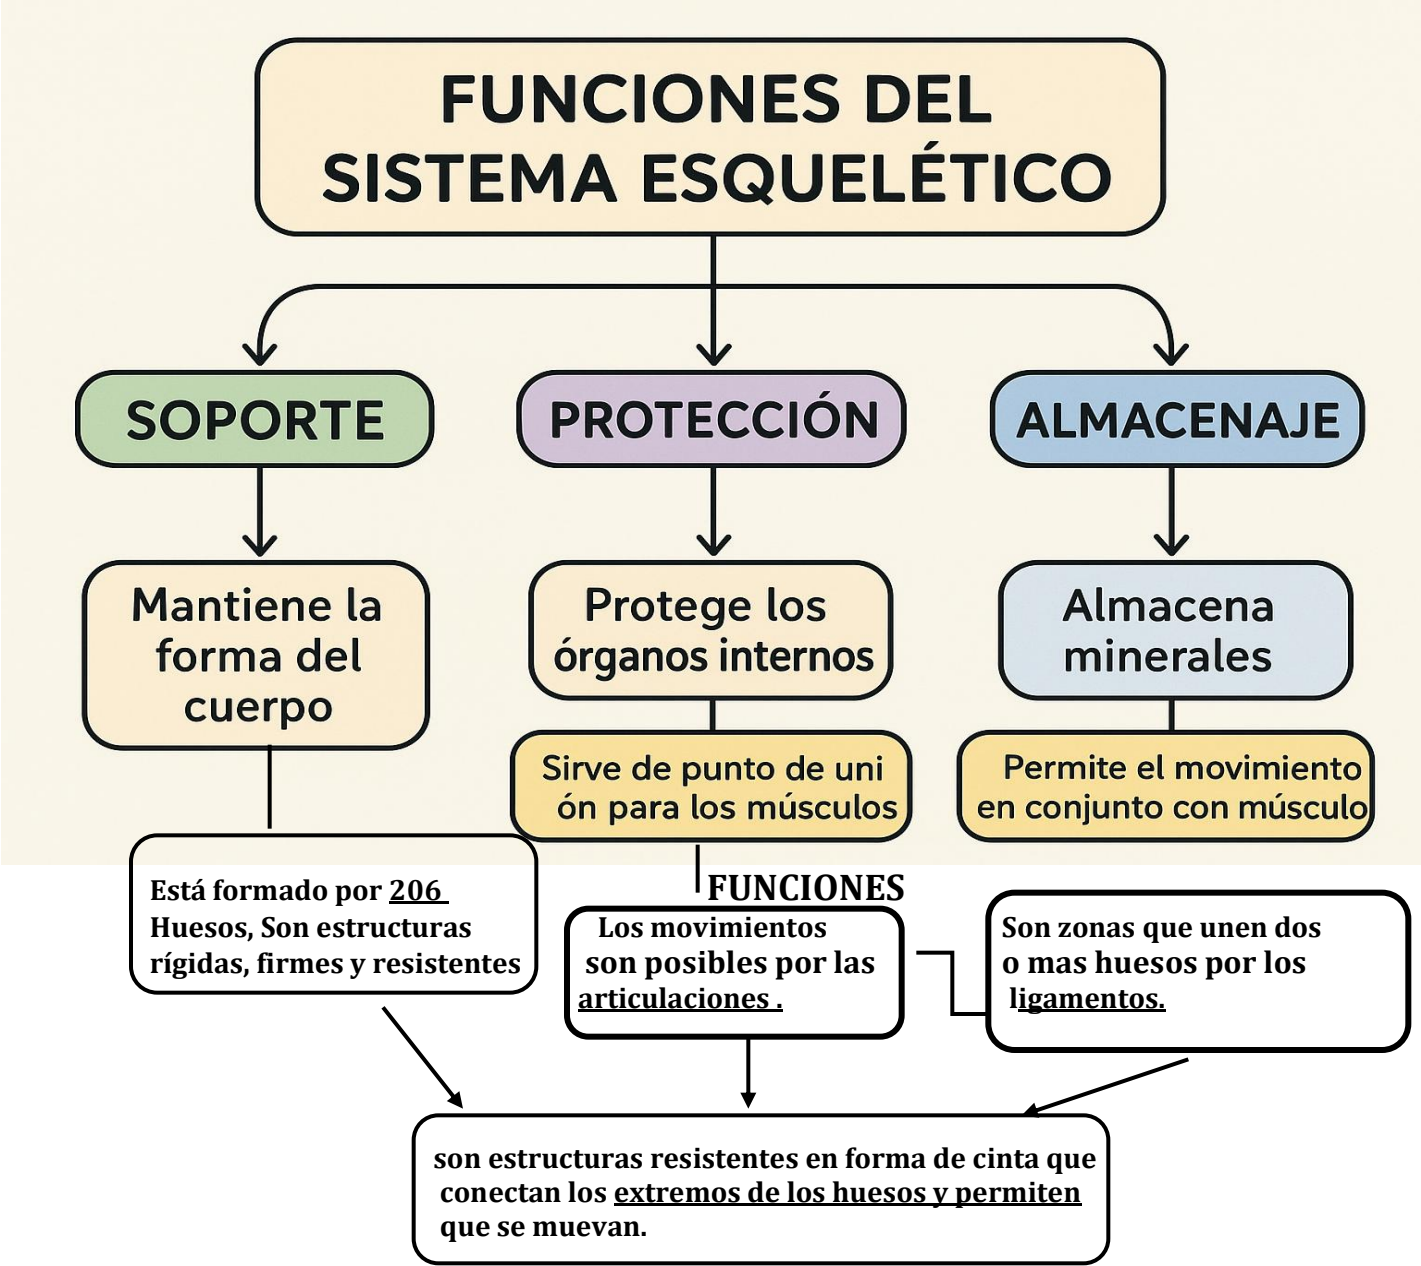 FUNCIONES DEL
SISTEMA ESQUELÉTICO
SOPORTE
PROTECCIÓN
ALMACENAJE
Mantiene la
forma del
cuerpo
Protege los
órganos internos
Almacena
minerales
Sirve de punto de uni
ón para los músculos
Permite el movimiento
en conjunto con músculo
Está formado por 206
Huesos, Son estructuras
rígidas, firmes y resistentes
FUNCIONES
Los movimientos
son posibles por las
articulaciones .
Son zonas que unen dos
o mas huesos por los
ligamentos.
son estructuras resistentes en forma de cinta que
conectan los extremos de los huesos y permiten
que se muevan.